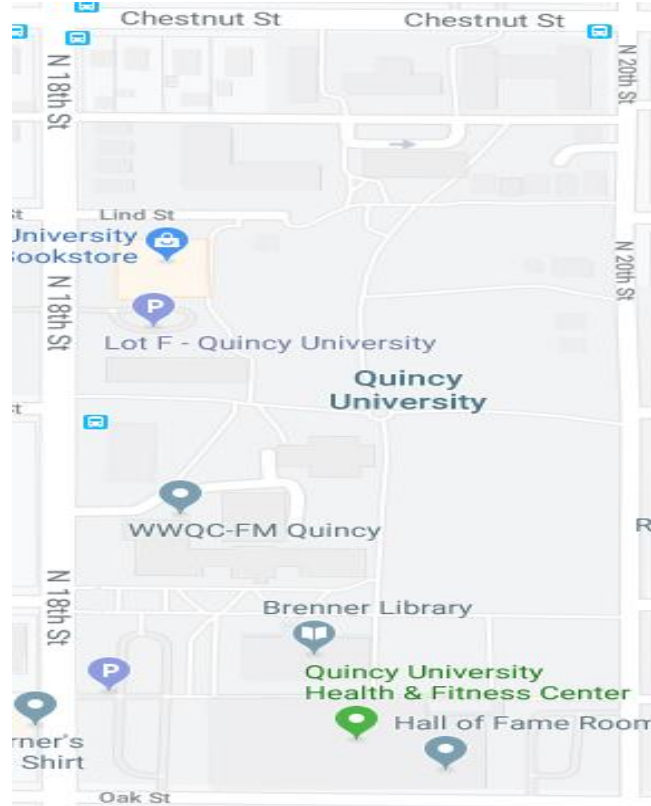 Chestnut St
Chestnut St
N 18th St
N 20th St
Lind St
University
Bookstore
N 20th St
N 18th St
P
Lot F - Quincy University
Quincy
University
WWQC-FM Quincy
N 18th St
Brenner Library
P
Quincy University
Health & Fitness Center
Hall of Fame Room
Shirt
Oak St